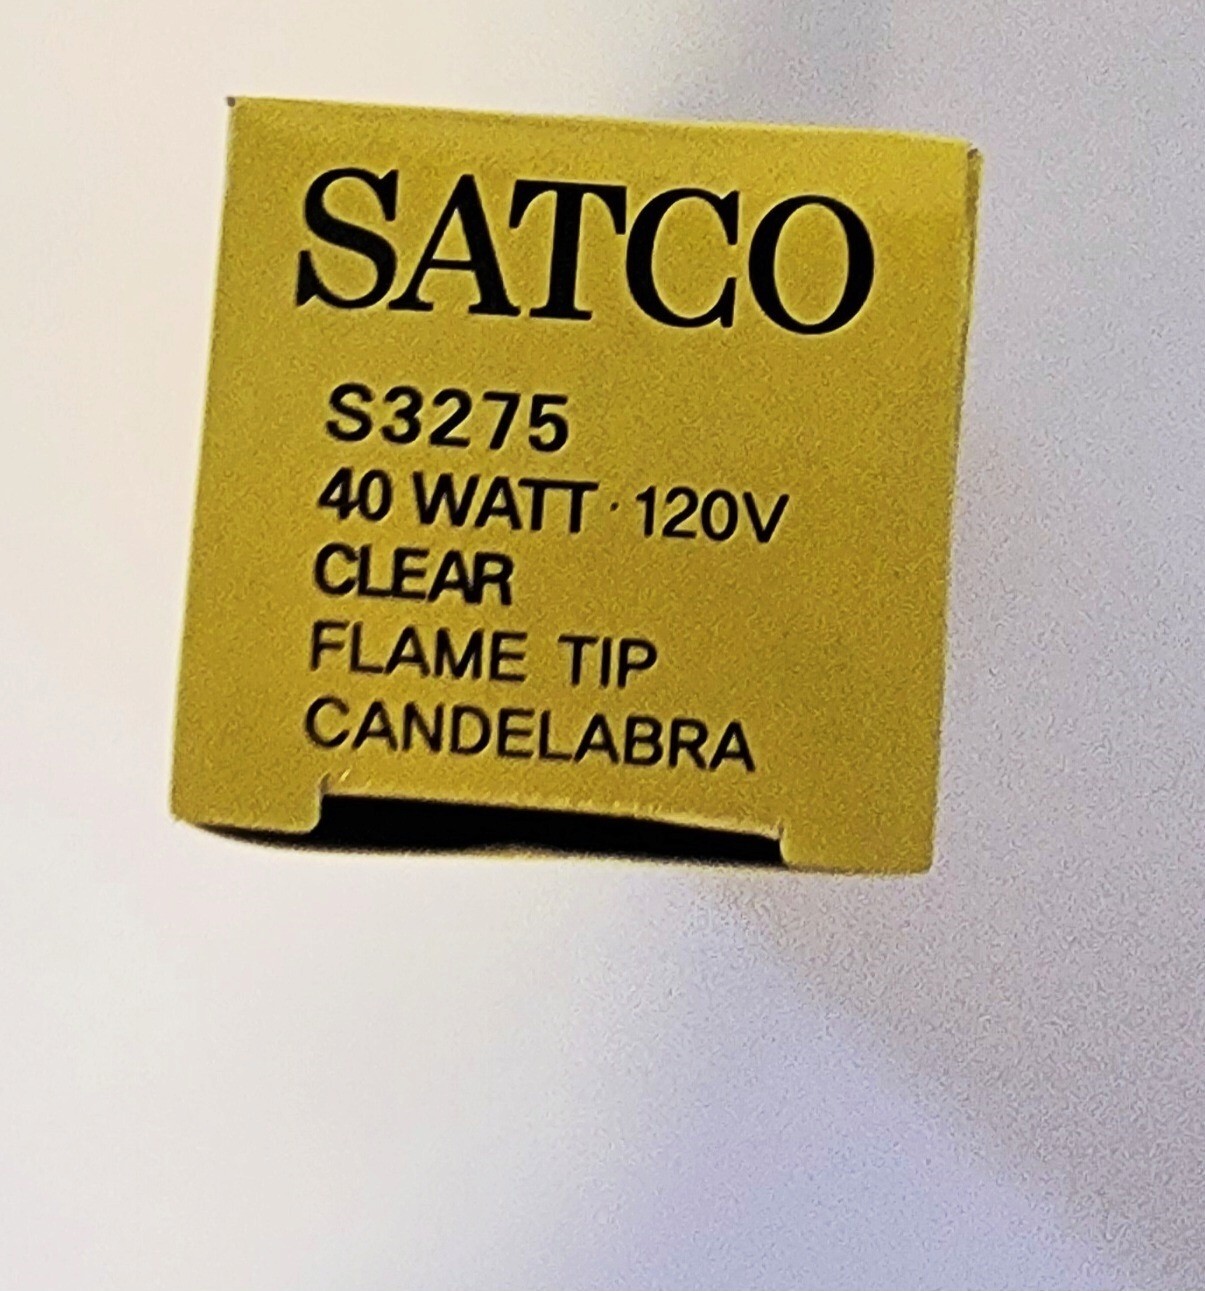 SATCO
S3275
40 WATT · 120V
CLEAR
FLAME TIP
CANDELABRA